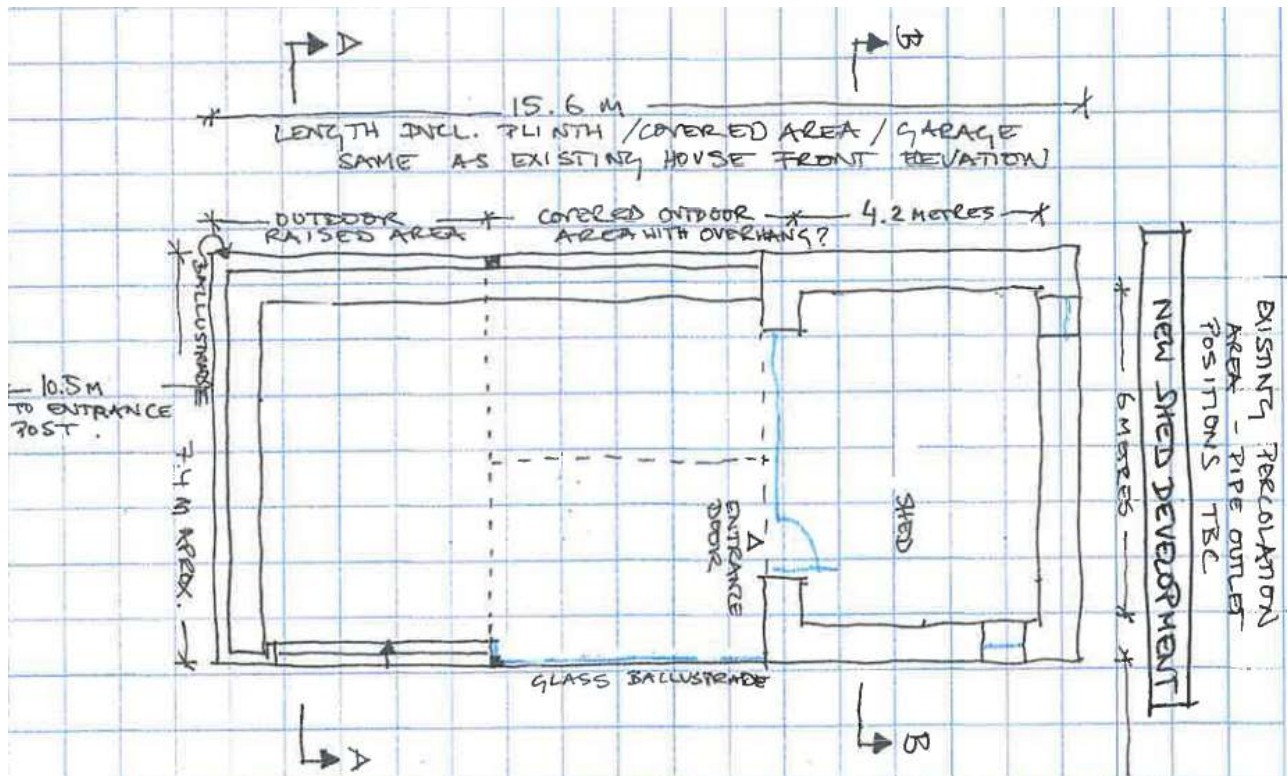 A
B
15.6 M
LENGTH INCL. PLINTH / COVERED AREA / GARAGE
SAME AS EXISTING HOUSE FRONT ELEVATION
OUTDOOR
RAISED AREA
COVERED OUTDOOR
AREA WITH OVERHANG?
4.2 METRES
BALLUSTRADE
10.5 M
TO ENTRANCE
POST.
7.4 M APROX.
ENTRANCE
DOOR
SHED
6 METRES
GLASS BALLUSTRADE
NEW SHED DEVELOPMENT
EXISTING PERCOLATION
AREA - PIPE OUTLET
POSITIONS TBC
A
B